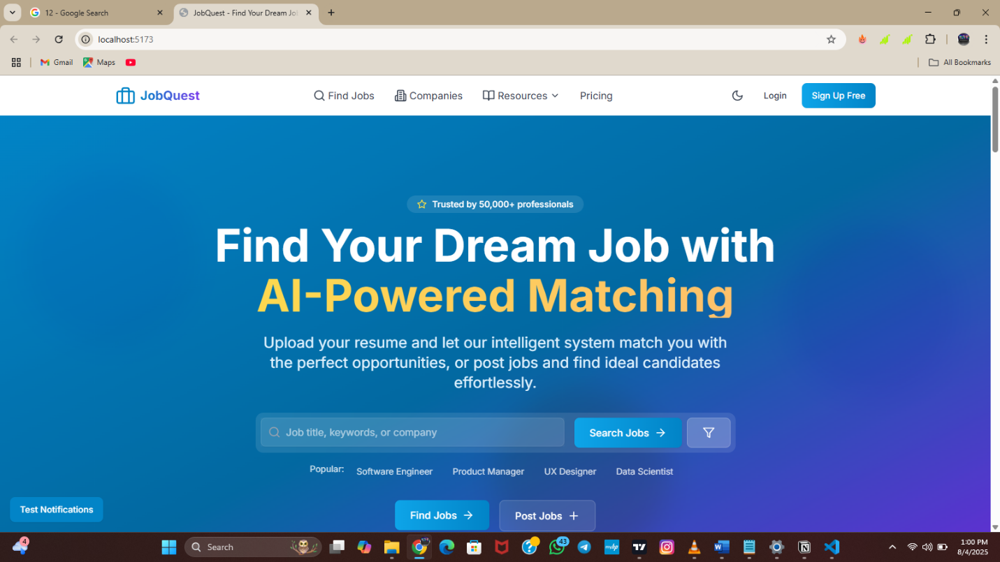 12 - Google Search
JobQuest - Find Your Dream Jo
localhost:5173
Gmail
Maps
All Bookmarks
JobQuest
Find Jobs
Companies
Resources
Pricing
Login
Sign Up Free
Trusted by 50,000+ professionals
Find Your Dream Job with
AI-Powered Matching
Upload your resume and let our intelligent system match you with
the perfect opportunities, or post jobs and find ideal candidates
effortlessly.
Job title, keywords, or company
Search Jobs
Popular:
Software Engineer
Product Manager
UX Designer
Data Scientist
Find Jobs
Post Jobs
Test Notifications
4
Search
43
1:00 PM
8/4/2025